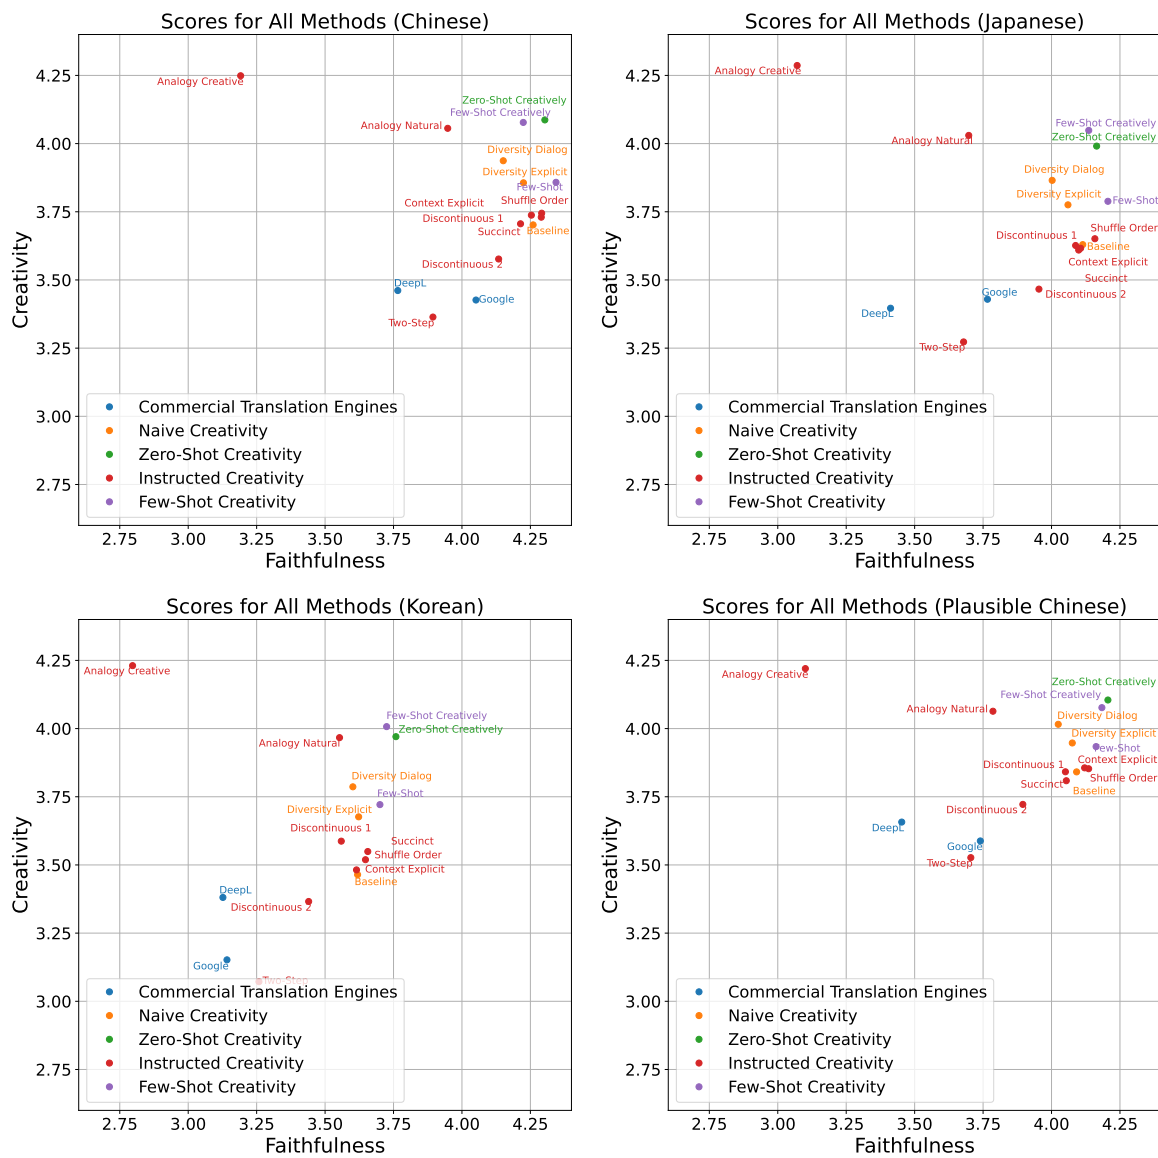 Scores for All Methods (Chinese)
Creativity
4.25
4.00
3.75
3.50
3.25
3.00
2.75
Analogy Creative
Zero-Shot Creatively
Few-Shot Creatively
Analogy Natural
Diversity Dialog
Diversity Explicit
Few-Shot
Context Explicit
Shuffle Order
Discontinuous 1
Succinct
Baseline
Discontinuous 2
DeepL
Google
Two-Step
Commercial Translation Engines
Naive Creativity
Zero-Shot Creativity
Instructed Creativity
Few-Shot Creativity
2.75 3.00 3.25 3.50 3.75 4.00 4.25
Faithfulness
Scores for All Methods (Japanese)
Creativity
4.25
4.00
3.75
3.50
3.25
3.00
2.75
Analogy Creative
Few-Shot Creatively
Zero-Shot Creatively
Analogy Natural
Diversity Dialog
Diversity Explicit
Few-Shot
Shuffle Order
Discontinuous 1
Baseline
Context Explicit
Succinct
Discontinuous 2
Google
DeepL
Two-Step
Commercial Translation Engines
Naive Creativity
Zero-Shot Creativity
Instructed Creativity
Few-Shot Creativity
2.75 3.00 3.25 3.50 3.75 4.00 4.25
Faithfulness
Scores for All Methods (Korean)
Creativity
4.25
4.00
3.75
3.50
3.25
3.00
2.75
Analogy Creative
Few-Shot Creatively
Zero-Shot Creatively
Analogy Natural
Diversity Dialog
Few-Shot
Diversity Explicit
Discontinuous 1
Succinct
Shuffle Order
Context Explicit
Baseline
DeepL
Discontinuous 2
Google
Two-Step
Commercial Translation Engines
Naive Creativity
Zero-Shot Creativity
Instructed Creativity
Few-Shot Creativity
2.75 3.00 3.25 3.50 3.75 4.00 4.25
Faithfulness
Scores for All Methods (Plausible Chinese)
Creativity
4.25
4.00
3.75
3.50
3.25
3.00
2.75
Analogy Creative
Zero-Shot Creatively
Few-Shot Creatively
Analogy Natural
Diversity Dialog
Diversity Explicit
Few-Shot
Context Explicit
Discontinuous 1
Shuffle Order
Succinct
Baseline
Discontinuous 2
DeepL
Google
Two-Step
Commercial Translation Engines
Naive Creativity
Zero-Shot Creativity
Instructed Creativity
Few-Shot Creativity
2.75 3.00 3.25 3.50 3.75 4.00 4.25
Faithfulness